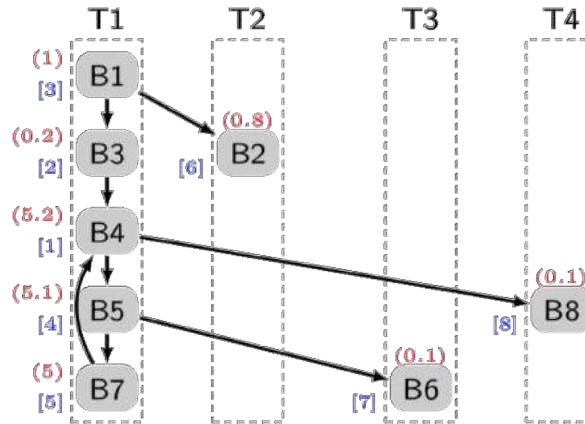 T1 T2 T3 T4
(1)
B1
[3]
(0.2)
(0.8)
B3
B2
[2]
[6]
(5.2)
B4
[1]
(0.1)
(5.1)
B5
B8
[4]
[8]
(0.1)
(5)
B7
B6
[5]
[7]